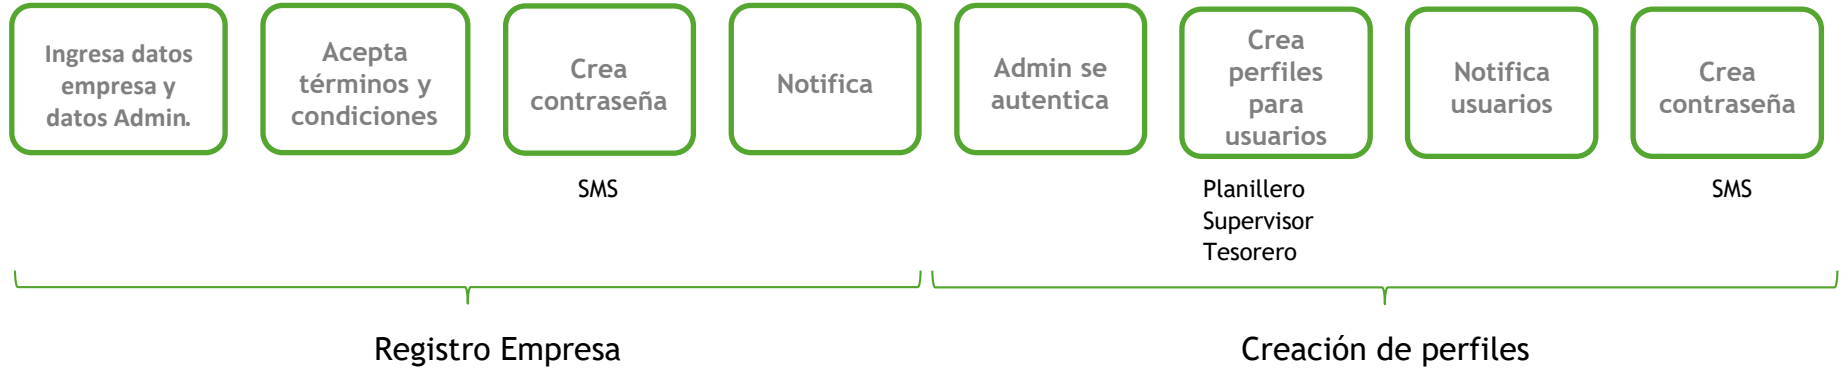 Ingresa datos
empresa y
datos Admin.
Acepta
términos y
condiciones
Crea
contraseña
Notifica
Admin se
autentica
Crea
perfiles
para
usuarios
Notifica
usuarios
Crea
contraseña
SMS
Planillero
Supervisor
Tesorero
SMS
Registro Empresa
Creación de perfiles